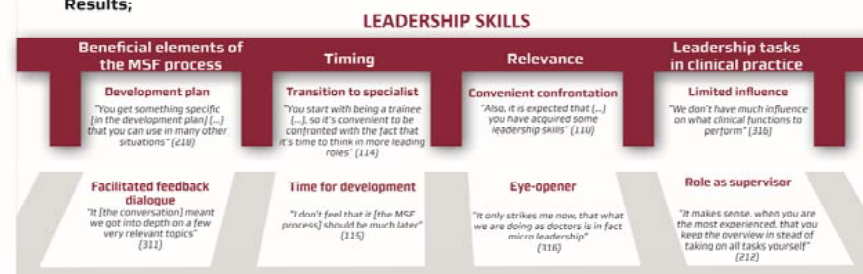 Results;
LEADERSHIP SKILLS
Beneficial elements of
the MSF process
Timing
Relevance
Leadership tasks
in clinical practice
Development plan
"You get something specific
[in the development plan] (...)
that you can use in many other
situations" (218)
Transition to specialist
"You start with being a trainee
(...), so it's convenient to be
confronted with the fact that
it's time to think in more leading
roles" (114)
Convenient confrontation
"Also, it is expected that (...)
you have acquired some
leadership skills" (110)
Limited influence
"We don't have much influence
on what clinical functions to
perform" (316)
Facilitated feedback
dialogue
"It [the conversation] meant
we got into depth on a few
very relevant topics"
(311)
Time for development
"I don't feel that it [the MSF
process] should be much later"
(115)
Eye-opener
"It only strikes me now, that what
we are doing as doctors is in fact
micro leadership"
(316)
Role as supervisor
"It makes sense, when you are
the most experienced, that you
keep the overview in stead of
taking on all tasks yourself"
(212)